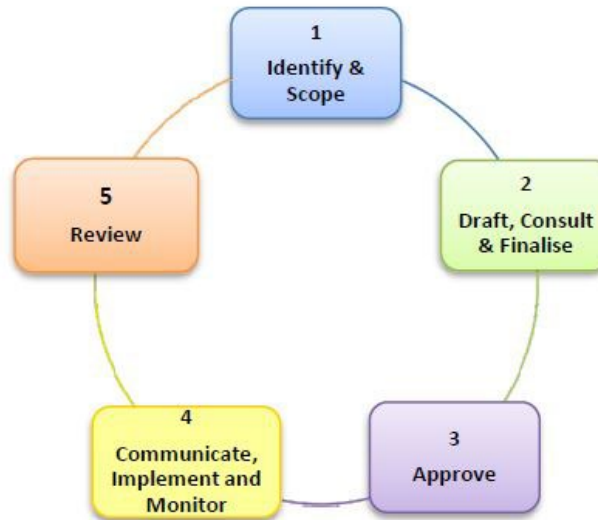 1
Identify &
Scope
2
Draft, Consult
& Finalise
3
Approve
4
Communicate,
Implement and
Monitor
5
Review